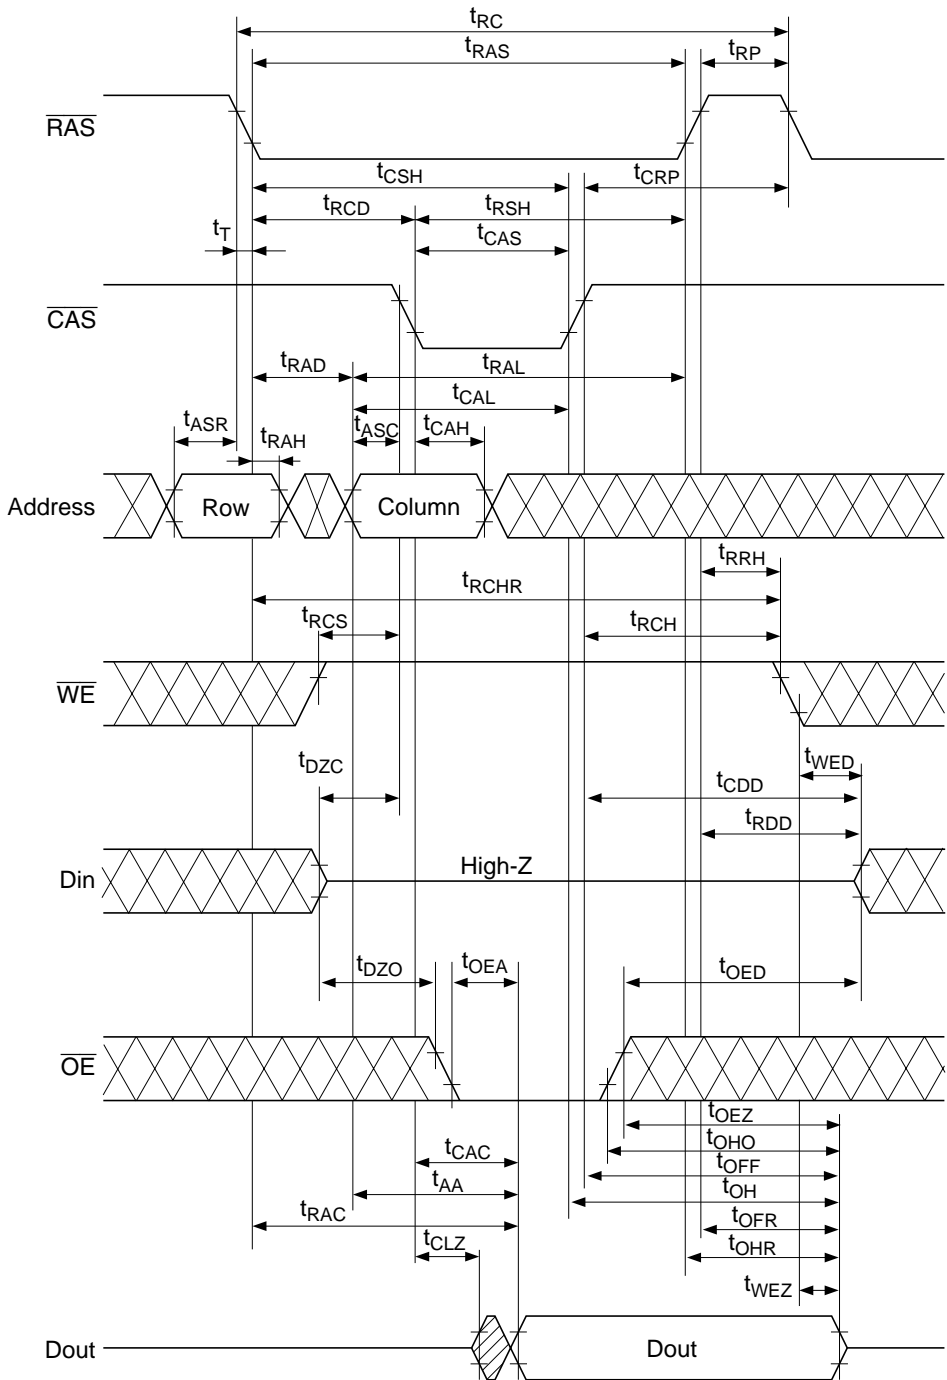 tRC
tRAS
tRP
RAS
tCSH
tCRP
tRCD
tRSH
tT
tCAS
CAS
tRAD
tRAL
tCAL
tASR
tRAH
tASC
tCAH
Address
Row
Column
tRRH
tRCHR
tRCS
tRCH
WE
tDZC
tWED
tCDD
tRDD
Din
High-Z
tDZO
tOEA
tOED
OE
tOEZ
tCAC
tOHO
tOFF
tAA
tOH
tRAC
tOFR
tCLZ
tOHR
tWEZ
Dout
Dout